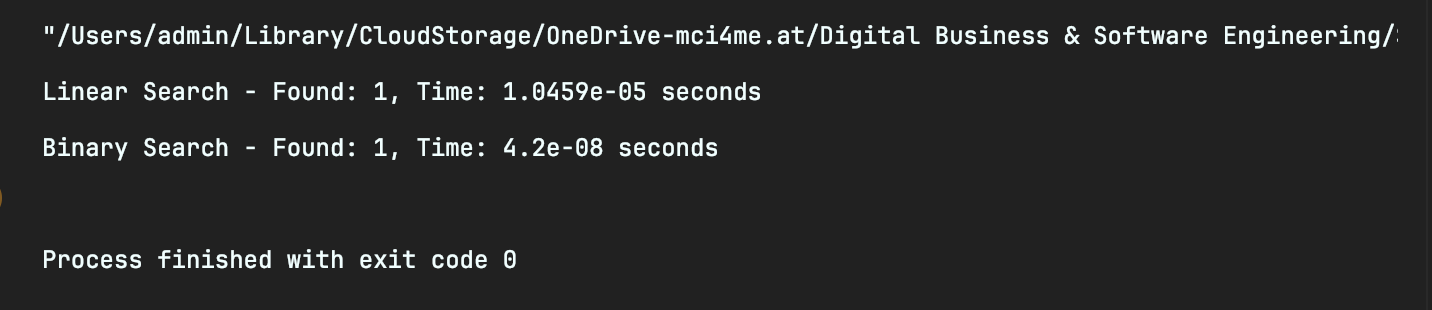 "/Users/admin/Library/CloudStorage/OneDrive-mci4me.at/Digital Business & Software Engineering/
Linear Search - Found: 1, Time: 1.0459e-05 seconds
Binary Search - Found: 1, Time: 4.2e-08 seconds
Process finished with exit code 0